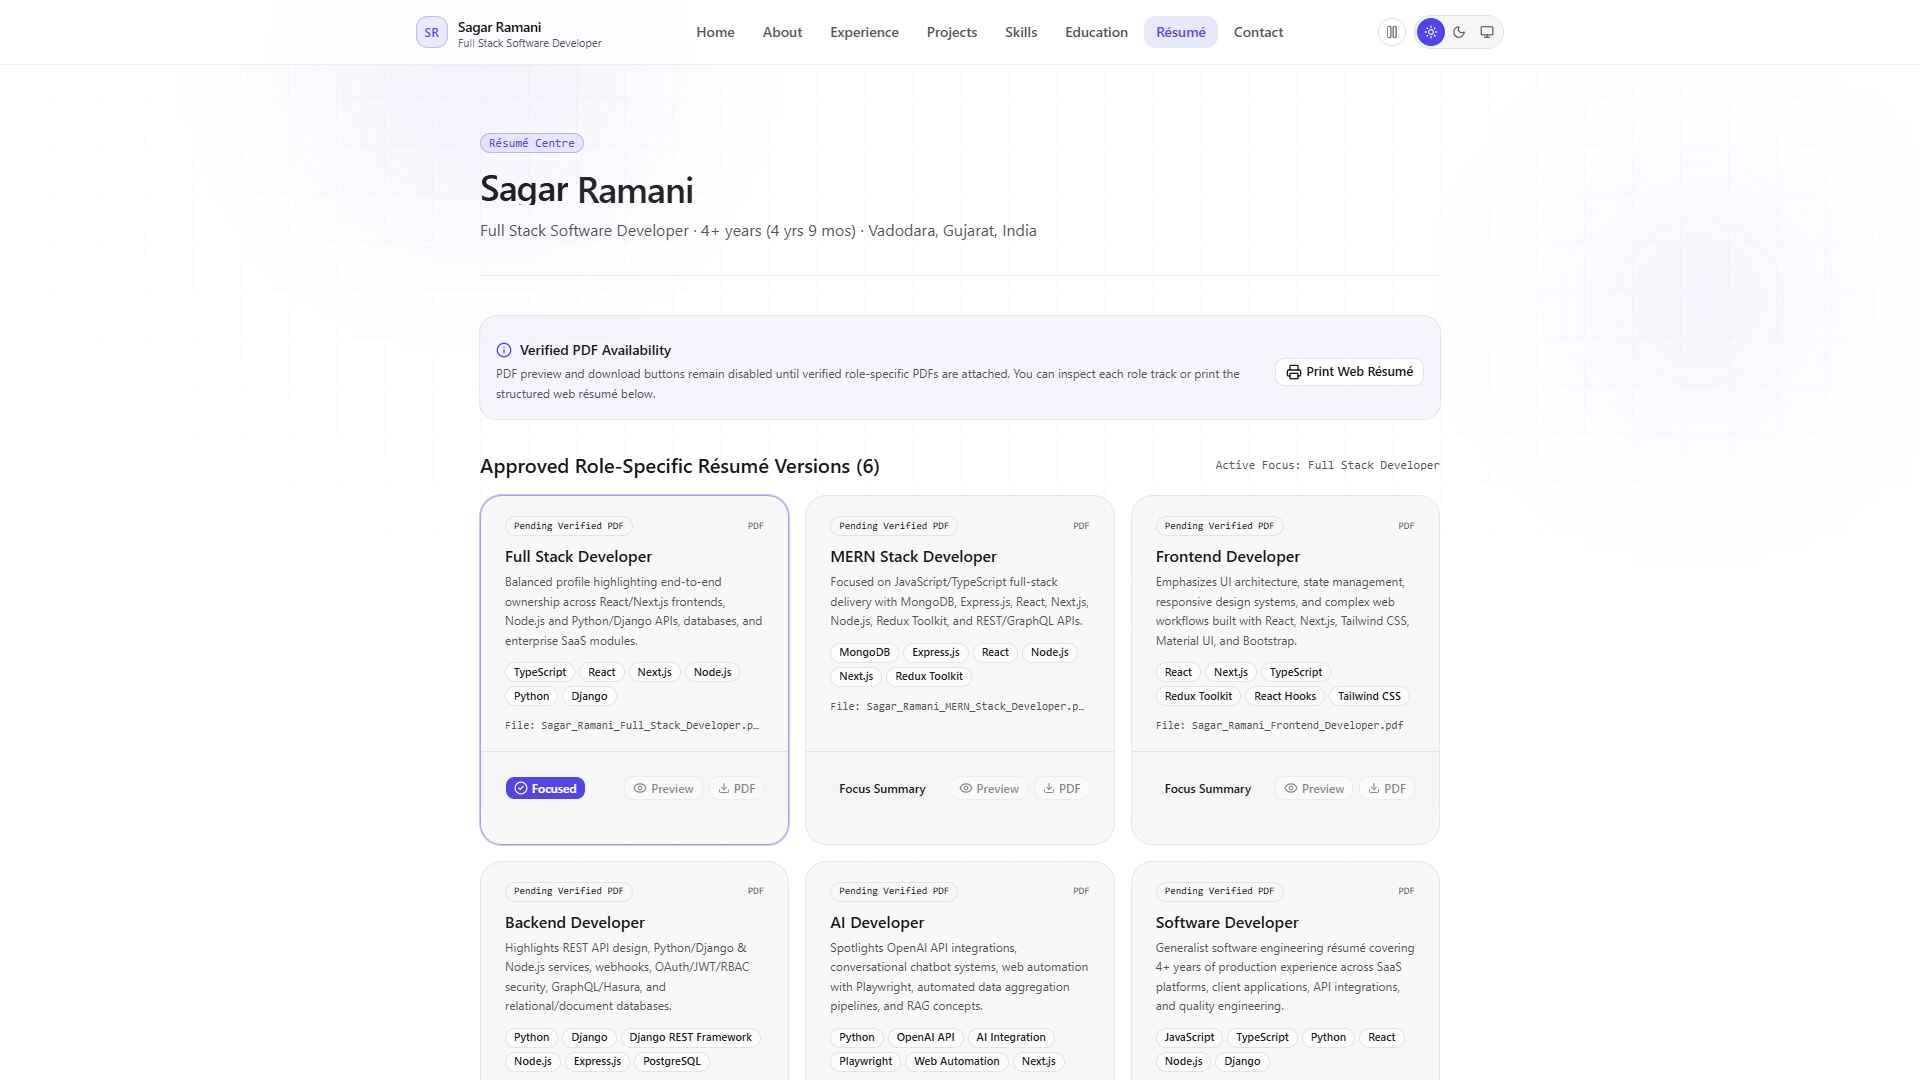 SR
Sagar Ramani
Full Stack Software Developer
Home
About
Experience
Projects
Skills
Education
Résumé
Contact
Résumé Centre
Sagar Ramani
Full Stack Software Developer · 4+ years (4 yrs 9 mos) · Vadodara, Gujarat, India
Verified PDF Availability
PDF preview and download buttons remain disabled until verified role-specific PDFs are attached. You can inspect each role track or print the
structured web résumé below.
Print Web Résumé
Approved Role-Specific Résumé Versions (6)
Active Focus: Full Stack Developer
Pending Verified PDF
PDF
Full Stack Developer
Balanced profile highlighting end-to-end
ownership across React/Next.js frontends,
Node.js and Python/Django APIs, databases, and
enterprise SaaS modules.
TypeScript
React
Next.js
Node.js
Python
Django
File: Sagar_Ramani_Full_Stack_Developer.p…
Focused
Preview
PDF
Pending Verified PDF
PDF
MERN Stack Developer
Focused on JavaScript/TypeScript full-stack
delivery with MongoDB, Express.js, React, Next.js,
Node.js, Redux Toolkit, and REST/GraphQL APIs.
MongoDB
Express.js
React
Node.js
Next.js
Redux Toolkit
File: Sagar_Ramani_MERN_Stack_Developer.p…
Focus Summary
Preview
PDF
Pending Verified PDF
PDF
Frontend Developer
Emphasizes UI architecture, state management,
responsive design systems, and complex web
workflows built with React, Next.js, Tailwind CSS,
Material UI, and Bootstrap.
React
Next.js
TypeScript
Redux Toolkit
React Hooks
Tailwind CSS
File: Sagar_Ramani_Frontend_Developer.pdf
Focus Summary
Preview
PDF
Pending Verified PDF
PDF
Backend Developer
Highlights REST API design, Python/Django &
Node.js services, webhooks, OAuth/JWT/RBAC
security, GraphQL/Hasura, and
relational/document databases.
Python
Django
Django REST Framework
Node.js
Express.js
PostgreSQL
Pending Verified PDF
PDF
AI Developer
Spotlights OpenAI API integrations,
conversational chatbot systems, web automation
with Playwright, automated data aggregation
pipelines, and RAG concepts.
Python
OpenAI API
AI Integration
Playwright
Web Automation
Next.js
Pending Verified PDF
PDF
Software Developer
Generalist software engineering résumé covering
4+ years of production experience across SaaS
platforms, client applications, API integrations,
and quality engineering.
JavaScript
TypeScript
Python
React
Node.js
Django